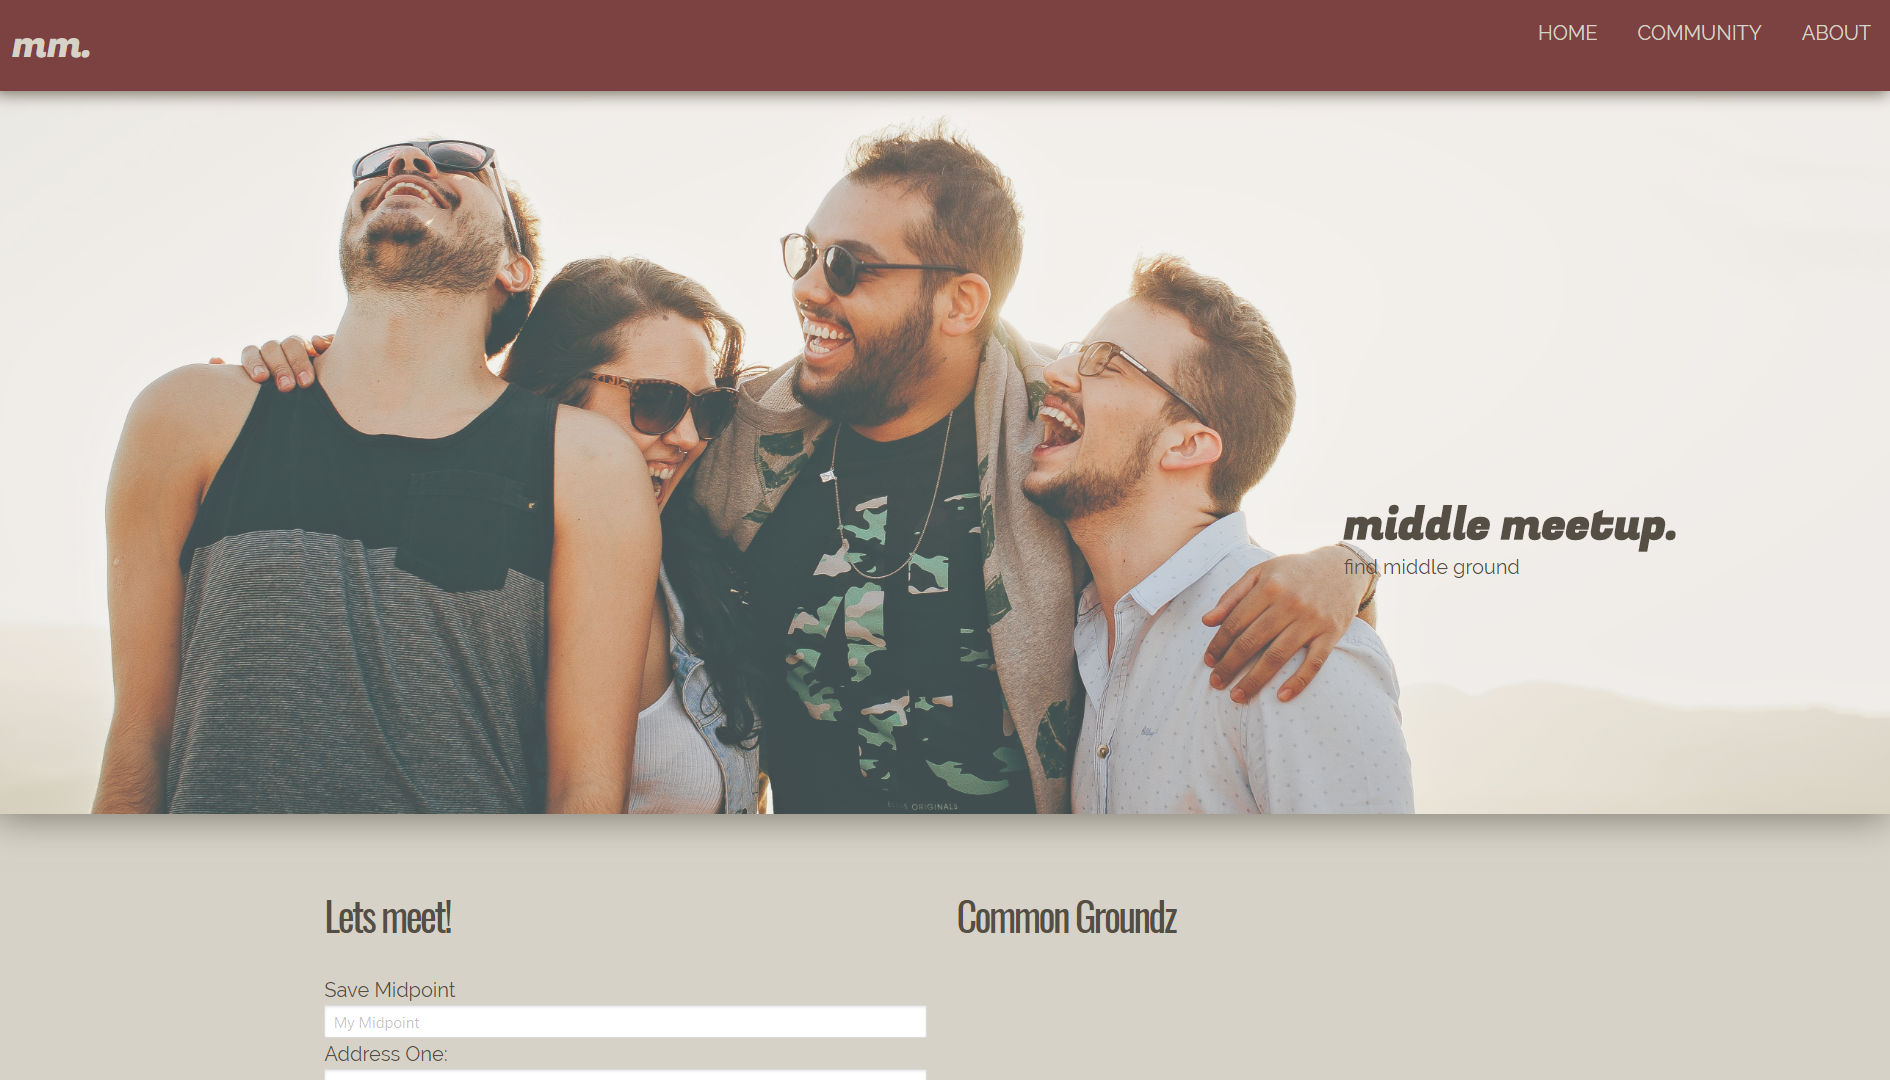 mm.
HOME COMMUNITY ABOUT
middle meetup.
find middle ground
ORIGINALS
Lets meet!
Common Groundz
Save Midpoint
My Midpoint
Address One: